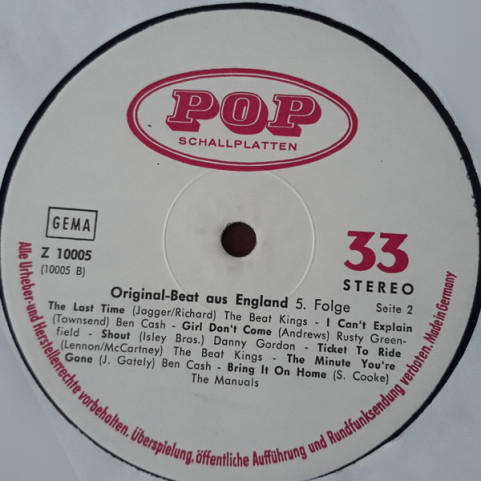 POP
SCHALLPLATTEN
GEMA
Z 10005
(10005 B)
33
STEREO
Original-Beat aus England 5. Folge Seite 2
The Last Time (Jagger/Richard) The Beat Kings - I Can't Explain
(Townsend) Ben Cash - Girl Don't Come (Andrews) Rusty Green-
field - Shout (Isley Bros.) Danny Gordon - Ticket To Ride
(Lennon/McCartney) The Beat Kings - The Minute You're
Gone (J. Gately) Ben Cash - Bring It On Home (S. Cooke)
The Manuals
Alle Urheber-und Herstellerrechte vorbehalten. Überspielung, öffentliche Aufführung und Rundfunksendung verboten. Made in Germany